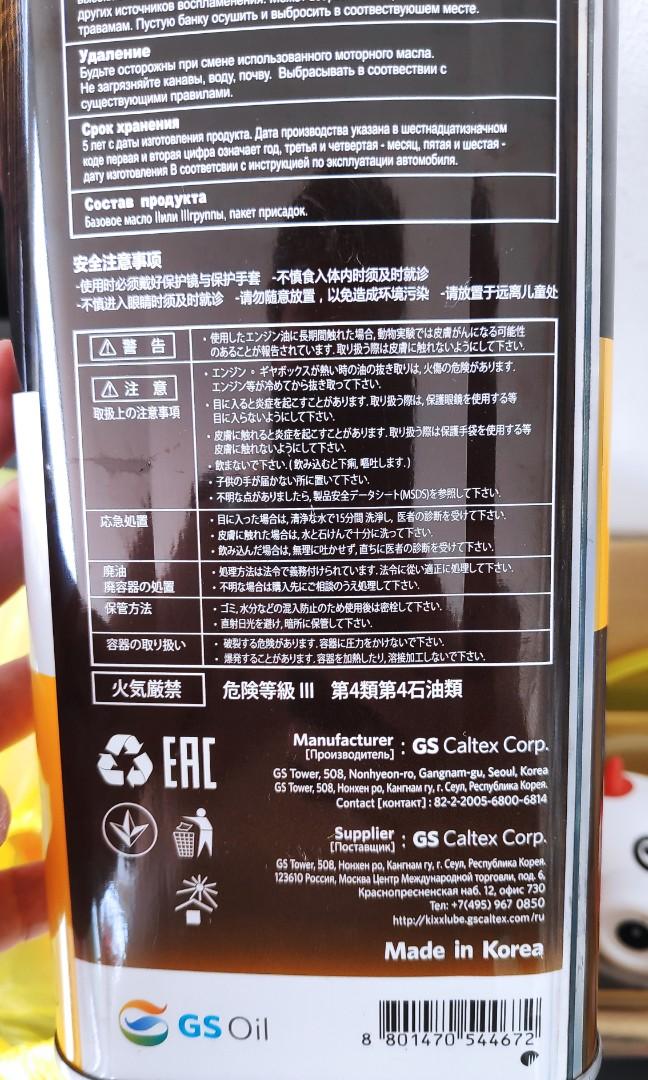 других источников воспламенения.
травамам. Пустую банку осушить и выбросить в соотвествуюшем месте.
Удаление
Будьте осторожны при смене использованного моторного масла.
Не загрязняйте канавы, воду, почву. Выбрасывать в соотвествии с
существующими правилами.
Срок хранения
5 лет с даты изготовления продукта. Дата производства указана в шестнадцатизначном
коде первая и вторая цифра означает год, третья и четвертая - месяц, пятая и шестая -
дату изготовления В соответсвии с инструкцией по эксплуатации автомобиля.
Состав продукта
Базовое масло IIили IIIгруппы, пакет присадок.
安全注意事项
-使用时必须戴好保护镜与保护手套 -不慎食入体内时须及时就诊
-不慎进入眼睛时须及时就诊 -请勿随意放置，以免造成环境污染 -请放置于远离儿童处
⚠ 警 告
・使用したエンジン油に長期間触れた場合, 動物実験では皮膚がんになる可能性
のあることが報告されています. 取り扱う際は皮膚に触れないようにして下さい.
⚠ 注 意
取扱上の注意事項
・エンジン・ギヤボックスが熱い時の油の抜き取りは, 火傷の危険があります.
エンジン等が冷めてから抜き取って下さい.
・目に入ると炎症を起こすことがあります. 取り扱う際は, 保護眼鏡を使用する等
目に入らないようにして下さい.
・皮膚に触れると炎症を起こすことがあります. 取り扱う際は保護手袋を使用する等
皮膚に触れないようにして下さい.
・飲まないで下さい. ( 飲み込むと下痢, 嘔吐します.)
・子供の手が届かない所に置いて下さい.
・不明な点がありましたら, 製品安全データシート(MSDS)を参照して下さい.
応急処置
・目に入った場合は, 清浄な水で15分間 洗浄し, 医者の診断を受けて下さい.
・皮膚に触れた場合は, 水と石けんで十分に洗って下さい.
・飲み込んだ場合は, 無理に吐かせず, 直ちに医者の診断を受けて下さい.
廃油
廃容器の処置
・処理方法は法令で義務付けられています. 法令に従い適正に処理して下さい.
・不明な場合は購入先にご相談のうえ処理して下さい.
保管方法
・ゴミ, 水分などの混入防止のため使用後は密栓して下さい.
・直射日光を避け, 暗所に保管して下さい.
容器の取り扱い
・破裂する危険があります. 容器に圧力をかけないで下さい.
・爆発することがあります. 容器を加熱したり, 溶接加工しないで下さい.
火気厳禁 危険等級 III 第4類第4石油類
EAC
Manufacturer : GS Caltex Corp.
[Производитель]
GS Tower, 508, Nonhyeon-ro, Gangnam-gu, Seoul, Korea
GS Tower, 508, Нонхен ро, Кангнам гу, г. Сеул, Республика Корея.
Contact [контакт] : 82-2-2005-6800-6814
Supplier : GS Caltex Corp.
[Поставщик]
GS Tower, 508, Нонхен ро, Кангнам гу, г. Сеул, Республика Корея.
123610 Россия, Москва Центр Международной торговли, под. 6,
Краснопресненская наб. 12, офис 730
Тел: +7(495) 967 0850
http://kixxlube.gscaltex.com/ru
Made in Korea
GS Oil
8 801470 544672